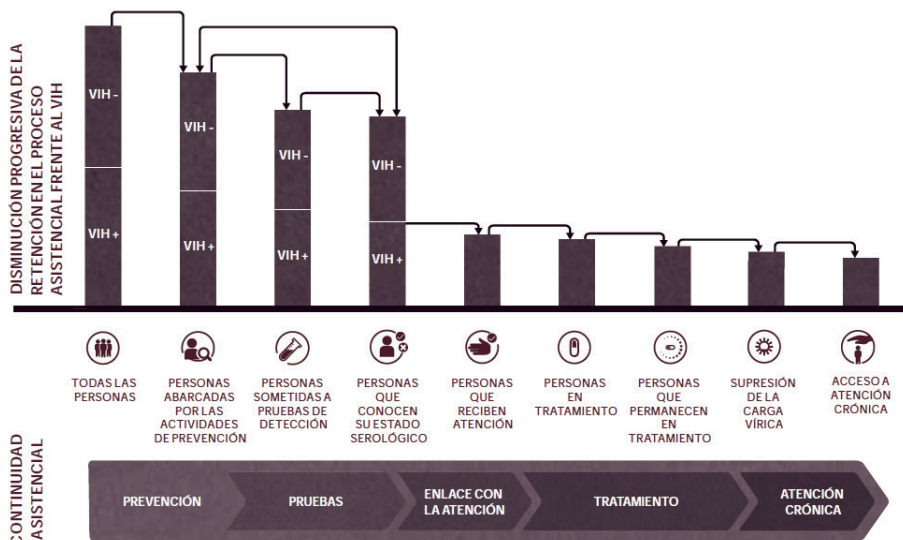 DISMINUCIÓN PROGRESIVA DE LA
RETENCIÓN EN EL PROCESO
ASISTENCIAL FRENTE AL VIH
VIH -
VIH +
VIH -
VIH +
VIH -
VIH +
VIH -
VIH +
TODAS LAS
PERSONAS
PERSONAS
ABARCADAS
POR LAS
ACTIVIDADES
DE PREVENCIÓN
PERSONAS
SOMETIDAS A
PRUEBAS DE
DETECCIÓN
PERSONAS
QUE
CONOCEN
SU ESTADO
SEROLÓGICO
PERSONAS
QUE
RECIBEN
ATENCIÓN
PERSONAS
EN
TRATAMIENTO
PERSONAS
QUE
PERMANECEN
EN
TRATAMIENTO
SUPRESIÓN
DE LA
CARGA
VÍRICA
ACCESO A
ATENCIÓN
CRÓNICA
CONTINUIDAD
ASISTENCIAL
PREVENCIÓN
PRUEBAS
ENLACE CON
LA ATENCIÓN
TRATAMIENTO
ATENCIÓN
CRÓNICA